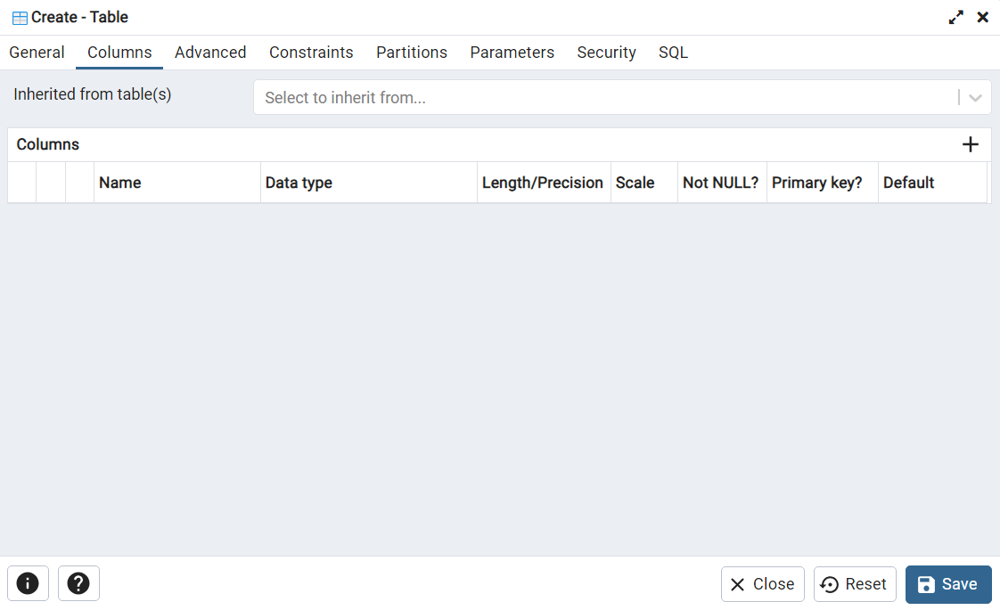 Create - Table
General Columns Advanced Constraints Partitions Parameters Security SQL
Inherited from table(s) Select to inherit from...
Columns
Name Data type Length/Precision Scale Not NULL? Primary key? Default
Close Reset Save